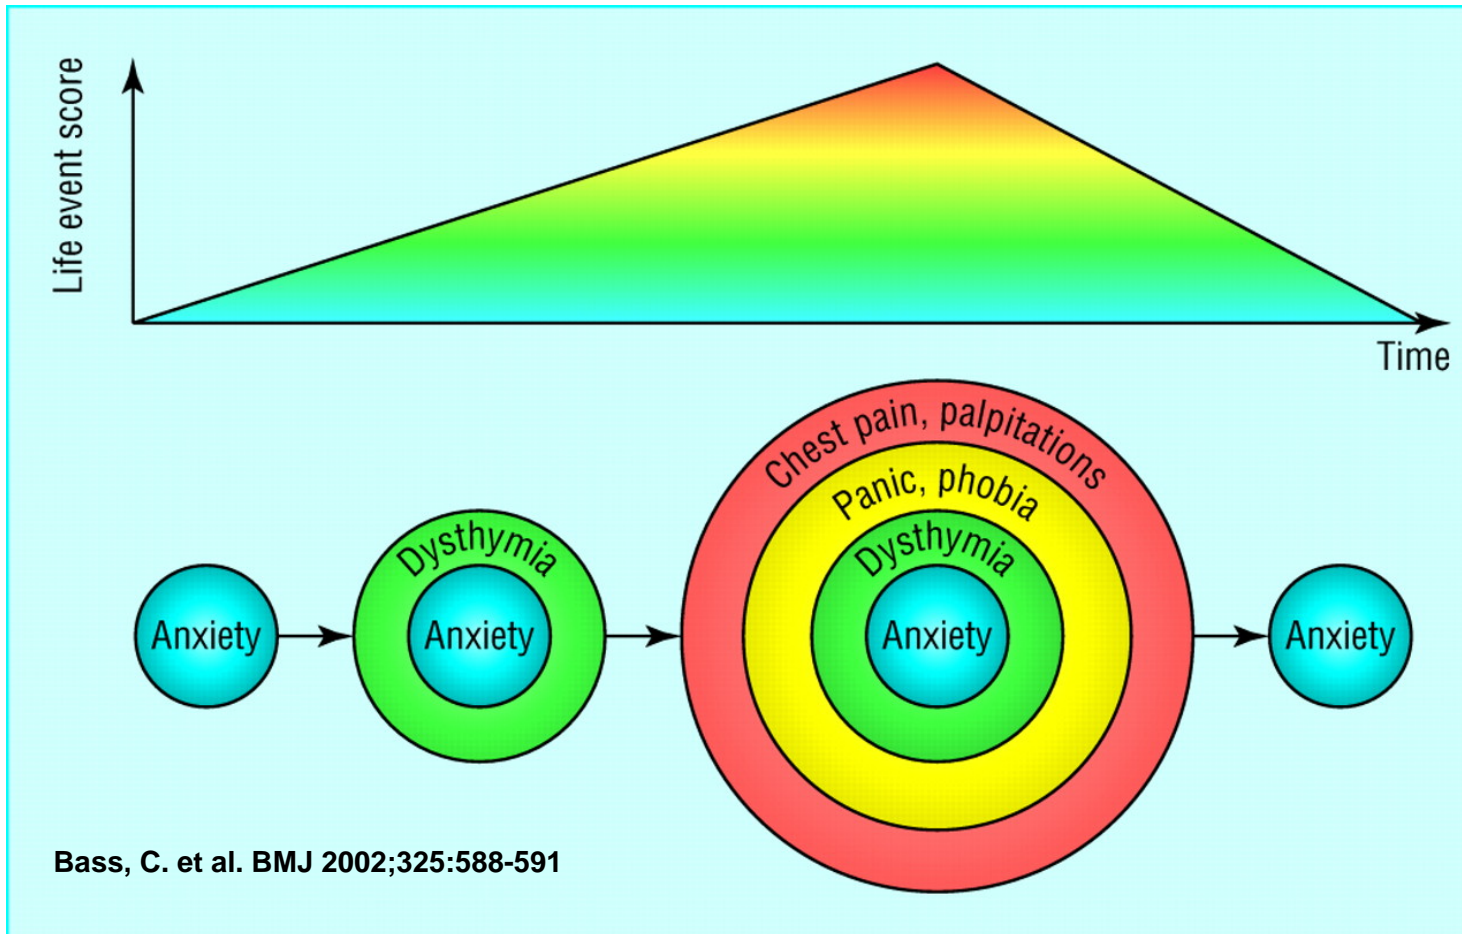 Life event score
Time
Chest pain, palpitations
Panic, phobia
Dysthymia
Dysthymia
Anxiety
Anxiety
Anxiety
Anxiety
Bass, C. et al. BMJ 2002;325:588-591